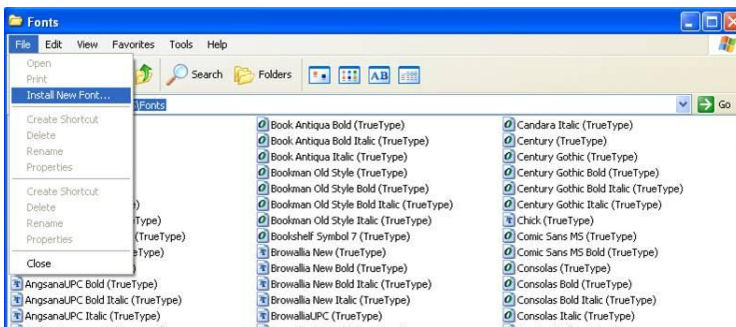 Fonts
File Edit View Favorites Tools Help
Search Folders
\Fonts
Go
Open
Print
Install New Font...
Create Shortcut
Delete
Rename
Properties
Create Shortcut
Delete
Rename
Properties
Close
)
Type)
(TrueType)
eType)
)
AngsanaUPC Bold (TrueType)
AngsanaUPC Bold Italic (TrueType)
AngsanaUPC Italic (TrueType)
Book Antiqua Bold (TrueType)
Book Antiqua Bold Italic (TrueType)
Book Antiqua Italic (TrueType)
Bookman Old Style (TrueType)
Bookman Old Style Bold (TrueType)
Bookman Old Style Bold Italic (TrueType)
Bookman Old Style Italic (TrueType)
Bookshelf Symbol 7 (TrueType)
Browallia New (TrueType)
Browallia New Bold (TrueType)
Browallia New Bold Italic (TrueType)
Browallia New Italic (TrueType)
BrowalliaUPC (TrueType)
Candara Italic (TrueType)
Century (TrueType)
Century Gothic (TrueType)
Century Gothic Bold (TrueType)
Century Gothic Bold Italic (TrueType)
Century Gothic Italic (TrueType)
Chick (TrueType)
Comic Sans MS (TrueType)
Comic Sans MS Bold (TrueType)
Consolas (TrueType)
Consolas Bold (TrueType)
Consolas Bold Italic (TrueType)
Consolas Italic (TrueType)